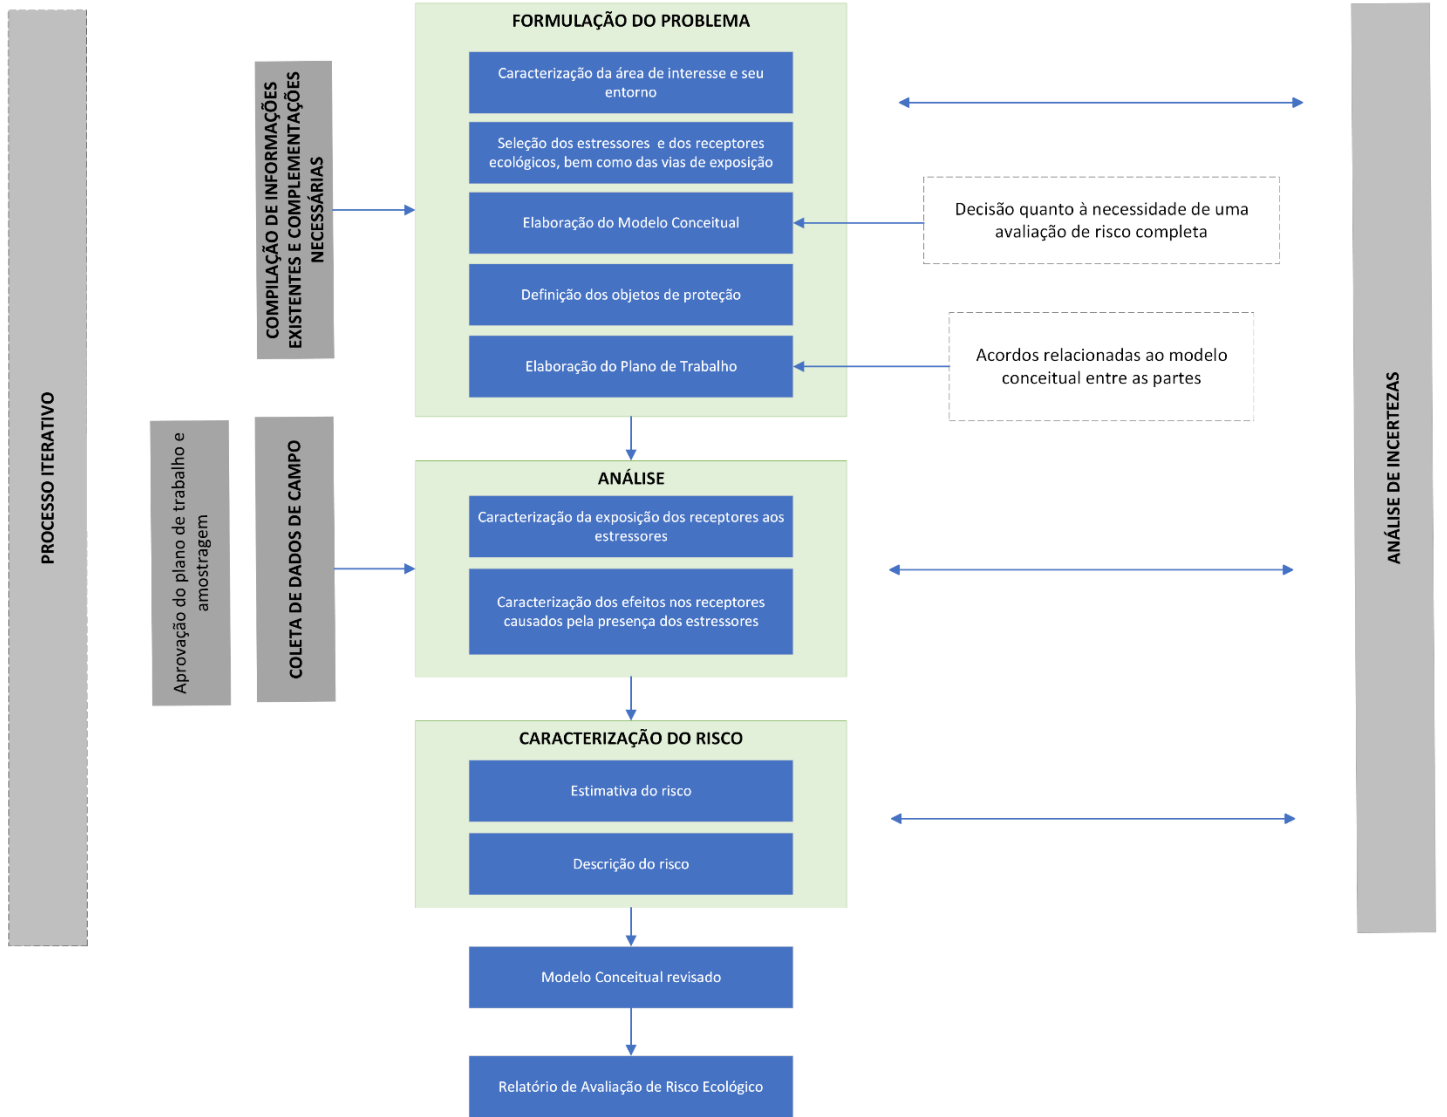 FORMULAÇÃO DO PROBLEMA
Caracterização da área de interesse e seu
entorno
Seleção dos estressores e dos receptores
ecológicos, bem como das vias de exposição
Elaboração do Modelo Conceitual
Definição dos objetos de proteção
Elaboração do Plano de Trabalho
COMPILAÇÃO DE INFORMAÇÕES
EXISTENTES E COMPLEMENTAÇÕES
NECESSÁRIAS
Decisão quanto à necessidade de uma
avaliação de risco completa
Acordos relacionadas ao modelo
conceitual entre as partes
PROCESSO ITERATIVO
ANÁLISE DE INCERTEZAS
Aprovação do plano de trabalho e
amostragem
COLETA DE DADOS DE CAMPO
ANÁLISE
Caracterização da exposição dos receptores aos
estressores
Caracterização dos efeitos nos receptores
causados pela presença dos estressores
CARACTERIZAÇÃO DO RISCO
Estimativa do risco
Descrição do risco
Modelo Conceitual revisado
Relatório de Avaliação de Risco Ecológico